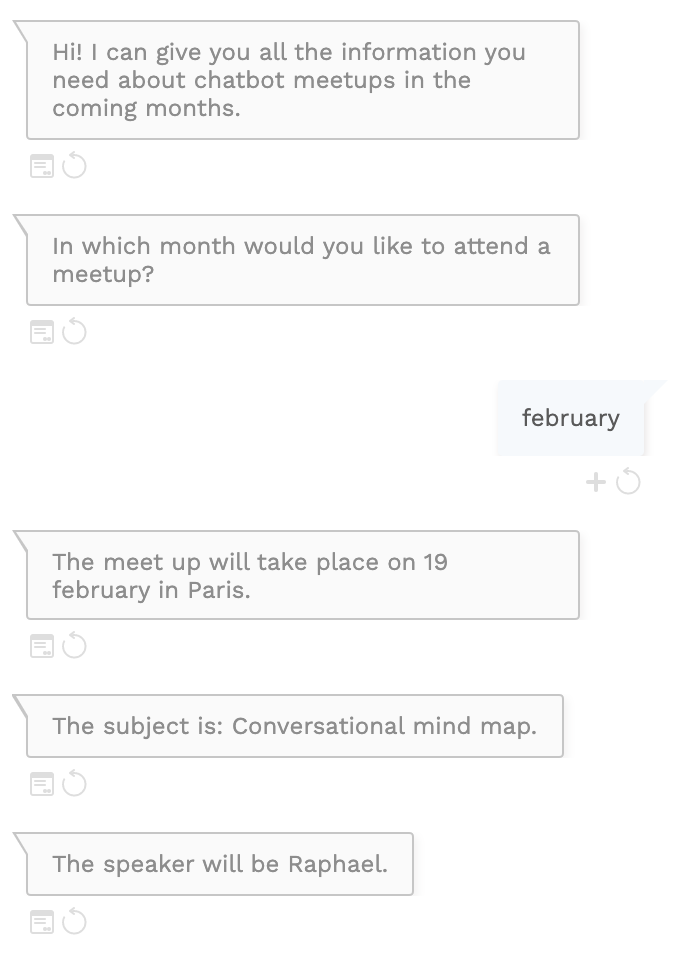 Hi! I can give you all the information you
need about chatbot meetups in the
coming months.
In which month would you like to attend a
meetup?
february
The meet up will take place on 19
february in Paris.
The subject is: Conversational mind map.
The speaker will be Raphael.